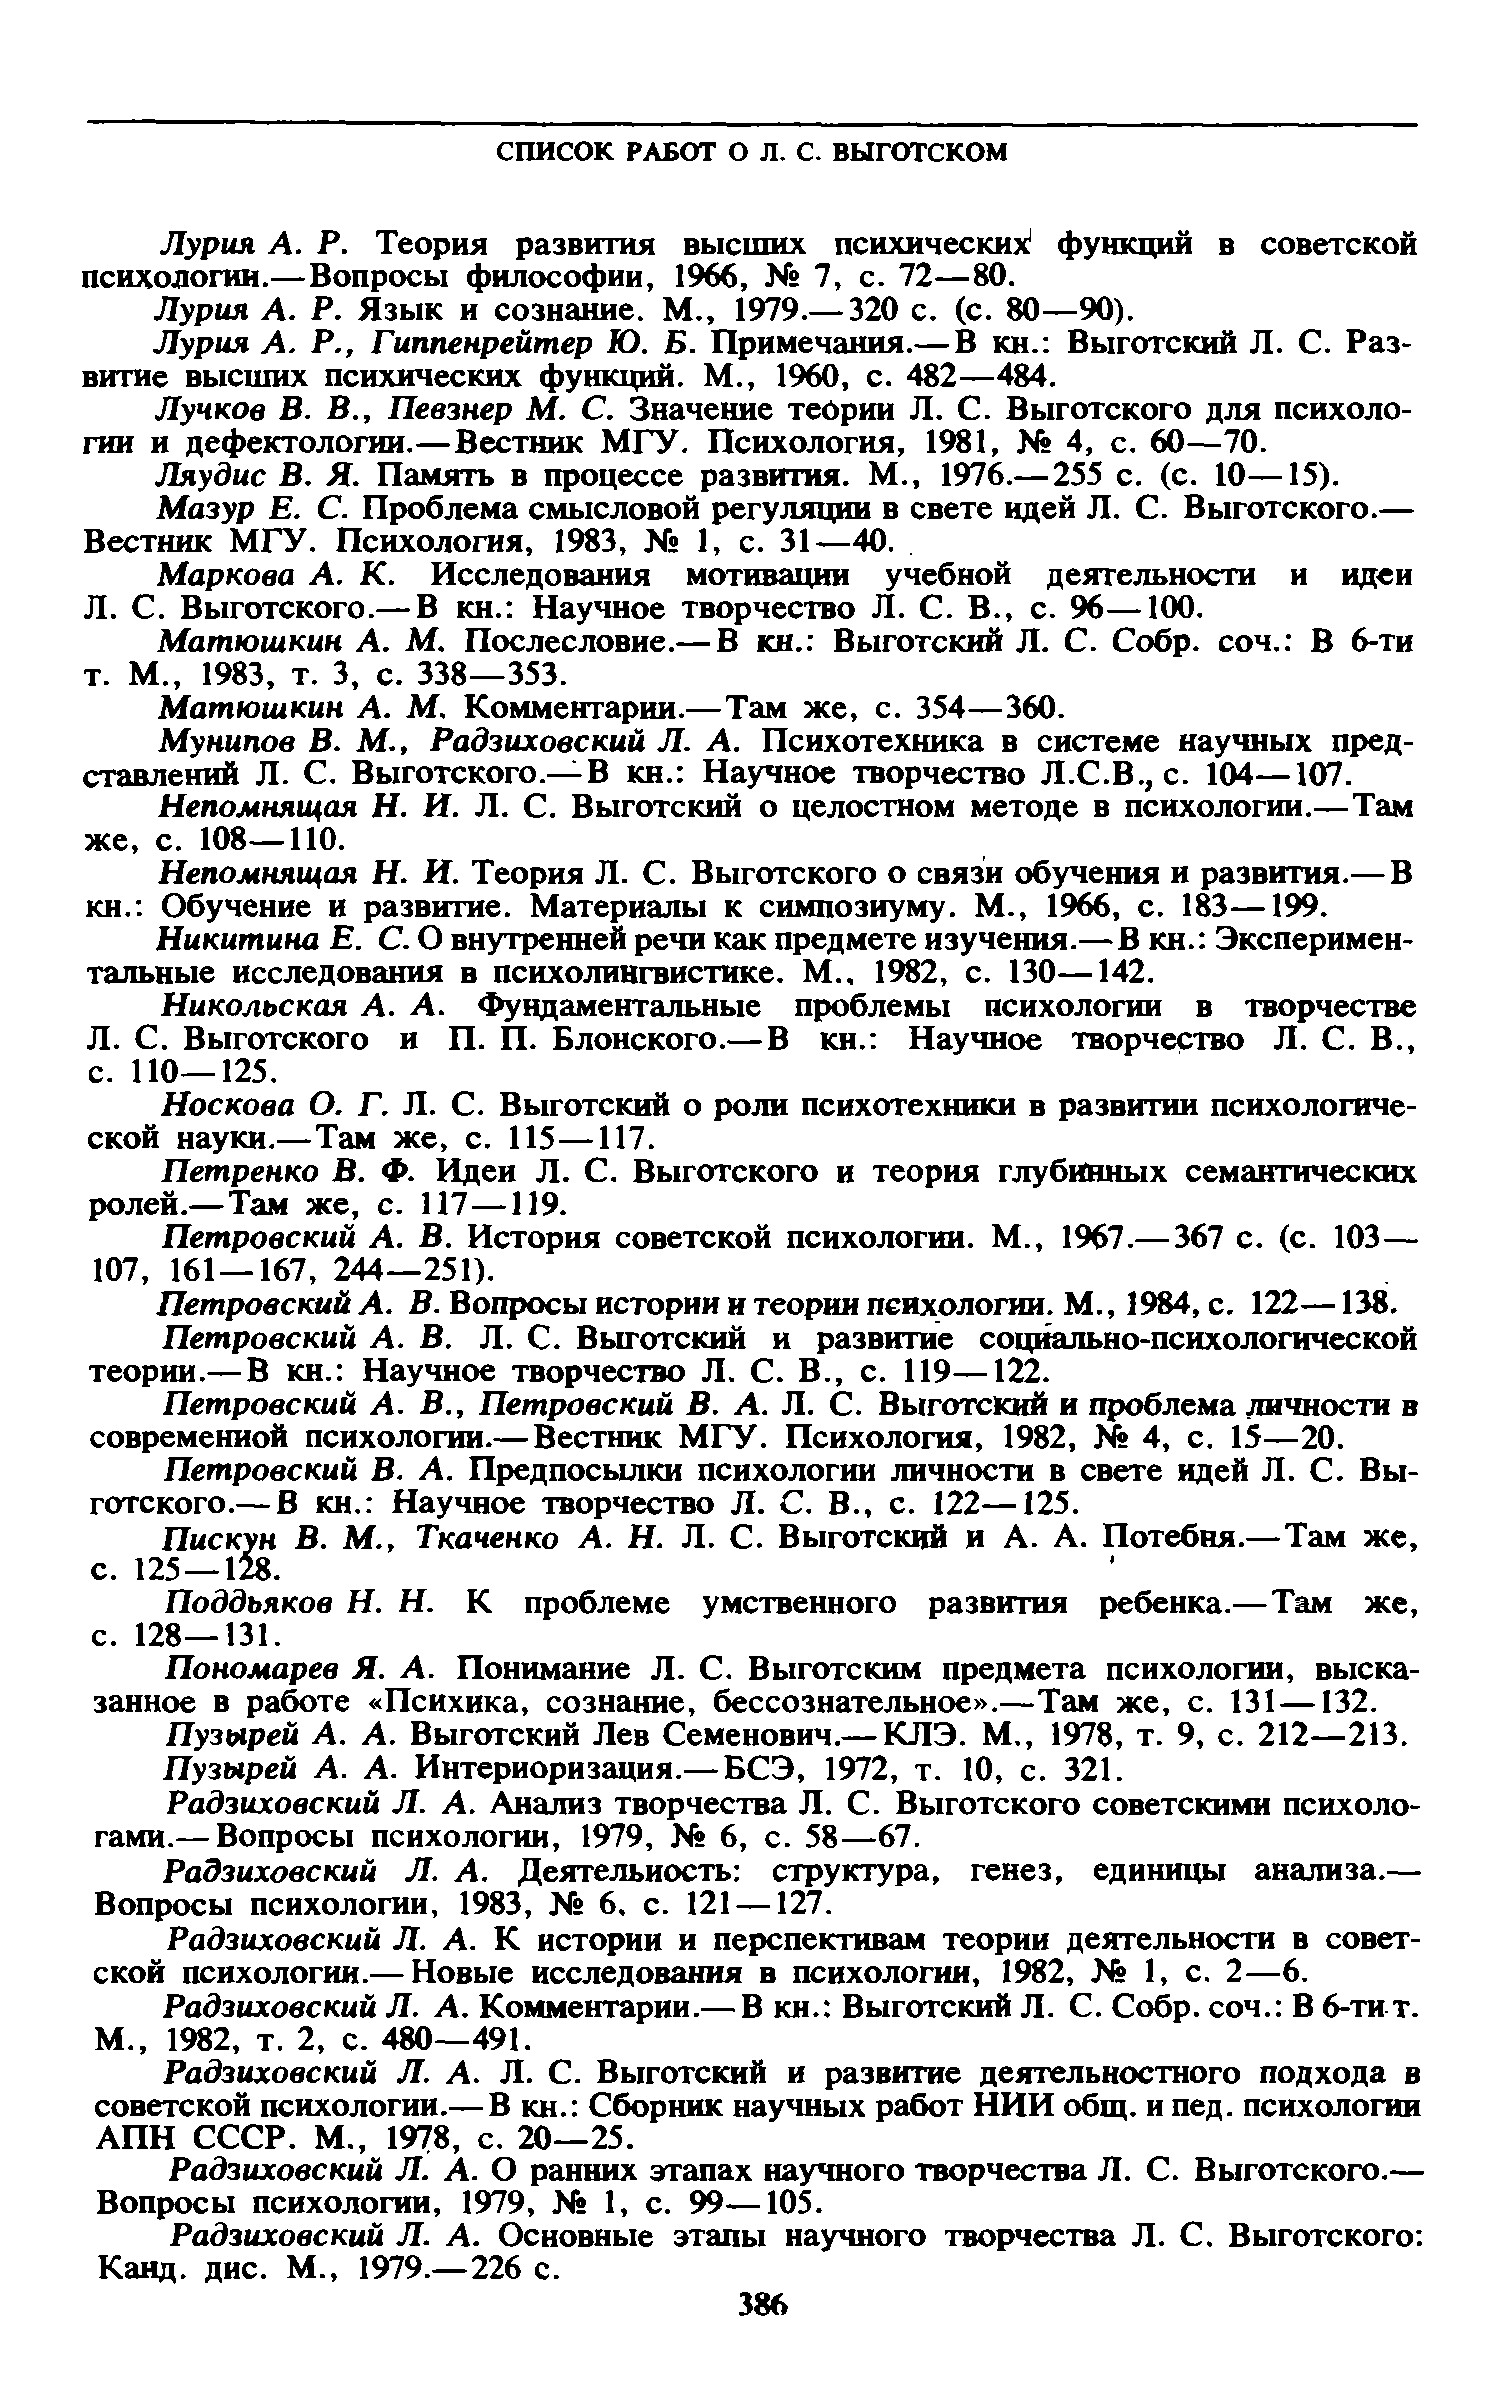 СПИСОК РАБОТ О Л. С. ВЫГОТСКОМ
Лурия А. Р. Теория развития высших психических функций в советской
психологии.—Вопросы философии, 1966, № 7, с. 72—80.
Лурия А. Р. Язык и сознание. М., 1979.—320 с. (с. 80—90).
Лурия А. Р., Гиппенрейтер Ю. Б. Примечания.—В кн.: Выготский Л. С. Раз-
витие высших психических функций. М., 1960, с. 482—484.
Лучков В. В., Певзнер М. С. Значение теории Л. С. Выготского для психоло-
гии и дефектологии.—Вестник МГУ. Психология, 1981, № 4, с. 60—70.
Ляудис В. Я. Память в процессе развития. М., 1976.—255 с. (с. 10—15).
Мазур Е. С. Проблема смысловой регуляции в свете идей Л. С. Выготского.—
Вестник МГУ. Психология, 1983, № 1, с. 31—40.
Маркова А. К. Исследования мотивации учебной деятельности и идеи
Л. С. Выготского.—В кн.: Научное творчество Л. С. В., с. 96—100.
Матюшкин А. М. Послесловие.—В кн.: Выготский Л. С. Собр. соч.: В 6-ти
т. М., 1983, т. 3, с. 338—353.
Матюшкин А. М. Комментарии.—Там же, с. 354—360.
Мунипов В. М., Радзиховский Л. А. Психотехника в системе научных пред-
ставлений Л. С. Выготского.—В кн.: Научное творчество Л.С.В., с. 104—107.
Непомнящая Н. И. Л. С. Выготский о целостном методе в психологии.—Там
же, с. 108—110.
Непомнящая Н. И. Теория Л. С. Выготского о связи обучения и развития.—В
кн.: Обучение и развитие. Материалы к симпозиуму. М., 1966, с. 183—199.
Никитина Е. С. О внутренней речи как предмете изучения.—В кн.: Эксперимен-
тальные исследования в психолингвистике. М., 1982, с. 130—142.
Никольская А. А. Фундаментальные проблемы психологии в творчестве
Л. С. Выготского и П. П. Блонского.—В кн.: Научное творчество Л. С. В.,
с. 110—125.
Носкова О. Г. Л. С. Выготский о роли психотехники в развитии психологиче-
ской науки.—Там же, с. 115—117.
Петренко В. Ф. Идеи Л. С. Выготского и теория глубинных семантических
ролей.—Там же, с. 117—119.
Петровский А. В. История советской психологии. М., 1967.—367 с. (с. 103—
107, 161—167, 244—251).
Петровский А. В. Вопросы истории и теории психологии. М., 1984, с. 122—138.
Петровский А. В. Л. С. Выготский и развитие социально-психологической
теории.—В кн.: Научное творчество Л. С. В., с. 119—122.
Петровский А. В., Петровский В. А. Л. С. Выготский и проблема личности в
современной психологии.—Вестник МГУ. Психология, 1982, № 4, с. 15—20.
Петровский В. А. Предпосылки психологии личности в свете идей Л. С. Вы-
готского.—В кн.: Научное творчество Л. С. В., с. 122—125.
Пискун В. М., Ткаченко А. Н. Л. С. Выготский и А. А. Потебня.—Там же,
с. 125—128.
Поддьяков Н. Н. К проблеме умственного развития ребенка.—Там же,
с. 128—131.
Пономарев Я. А. Понимание Л. С. Выготским предмета психологии, выска-
занное в работе «Психика, сознание, бессознательное».—Там же, с. 131—132.
Пузырей А. А. Выготский Лев Семенович.—КЛЭ. М., 1978, т. 9, с. 212—213.
Пузырей А. А. Интериоризация.—БСЭ, 1972, т. 10, с. 321.
Радзиховский Л. А. Анализ творчества Л. С. Выготского советскими психоло-
гами.—Вопросы психологии, 1979, № 6, с. 58—67.
Радзиховский Л. А. Деятельность: структура, генез, единицы анализа.—
Вопросы психологии, 1983, № 6, с. 121—127.
Радзиховский Л. А. К истории и перспективам теории деятельности в совет-
ской психологии.—Новые исследования в психологии, 1982, № 1, с. 2—6.
Радзиховский Л. А. Комментарии.—В кн.: Выготский Л. С. Собр. соч.: В 6-ти т.
М., 1982, т. 2, с. 480—491.
Радзиховский Л. А. Л. С. Выготский и развитие деятельностного подхода в
советской психологии.—В кн.: Сборник научных работ НИИ общ. и пед. психологии
АПН СССР. М., 1978, с. 20—25.
Радзиховский Л. А. О ранних этапах научного творчества Л. С. Выготского.—
Вопросы психологии, 1979, № 1, с. 99—105.
Радзиховский Л. А. Основные этапы научного творчества Л. С. Выготского:
Канд. дис. М., 1979.—226 с.
386